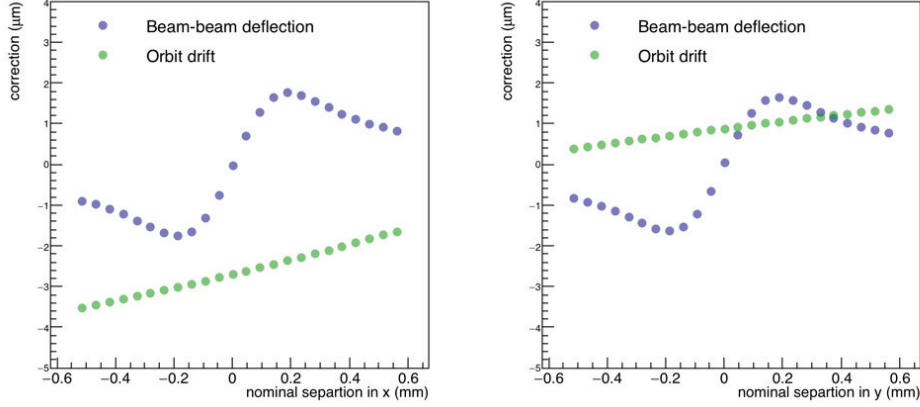 correction (μm)
4
3
2
1
0
−1
−2
−3
−4
−5
Beam-beam deflection
Orbit drift
−0.6 −0.4 −0.2 0 0.2 0.4 0.6
nominal separtion in x (mm)
correction (μm)
4
3
2
1
0
−1
−2
−3
−4
−5
Beam-beam deflection
Orbit drift
−0.6 −0.4 −0.2 0 0.2 0.4 0.6
nominal separtion in y (mm)